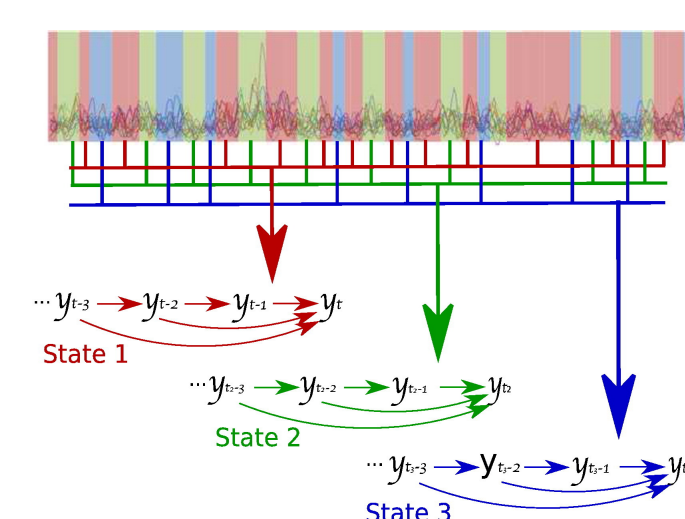 ... yt-3 yt-2 yt-1 yt
State 1
... yt₂-3 yt₂-2 yt₂-1 yt₂
State 2
... yt₃-3 yt₃-2 yt₃-1
State 3